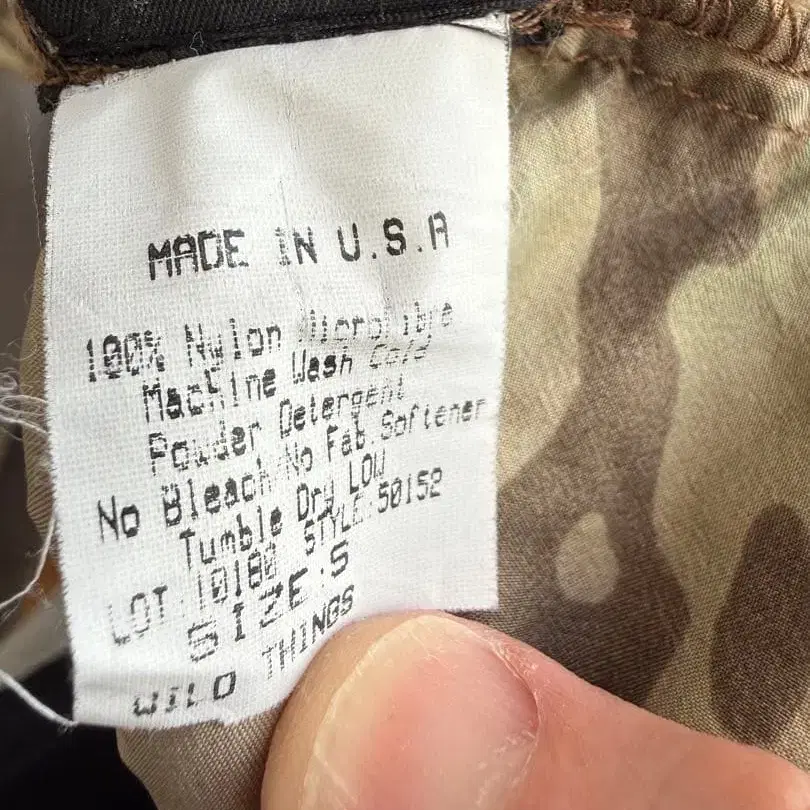 MADE IN U.S.A
100% Nylon Microfibre
Machine Wash Cold
Powder Detergent
No Bleach/No Fab.Softener
Tumble Dry LOW
LOT:10180 STYLE:50152
SIZE:S
WILD THINGS